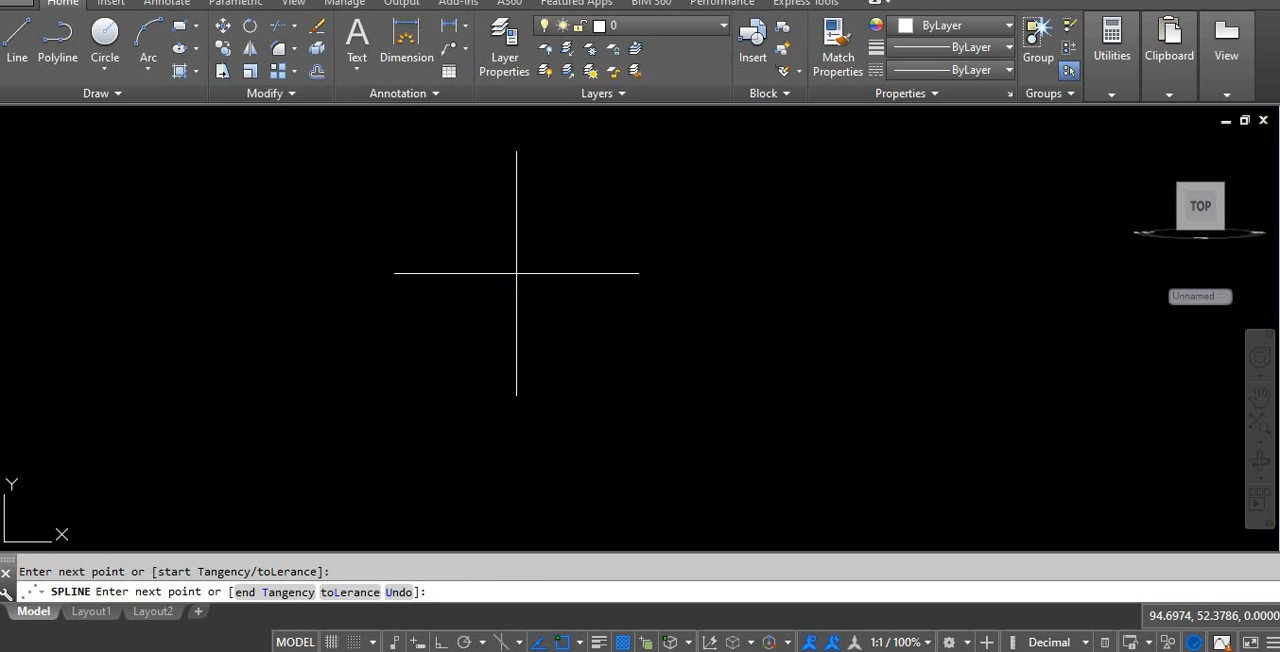 Home Insert Annotate Parametric View Manage Output Add-ins A360 Featured Apps BIM 360 Performance Express Tools
0 ByLayer
ByLayer
ByLayer
Line Polyline Circle Arc Text Dimension Layer Properties Insert Match Properties Group Utilities Clipboard View
Draw Modify Annotation Layers Block Properties Groups
TOP
Unnamed
Y
X
Enter next point or [start Tangency/toLerance]:
SPLINE Enter next point or [end Tangency toLerance Undo]:
Model Layout1 Layout2 +
94.6974, 52.3786, 0.0000
MODEL 1:1 / 100% Decimal